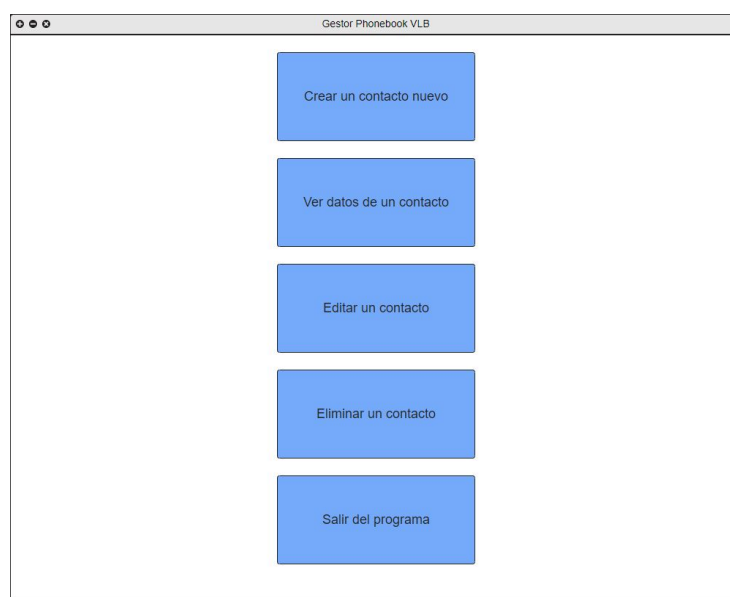 Gestor Phonebook VLB
Crear un contacto nuevo
Ver datos de un contacto
Editar un contacto
Eliminar un contacto
Salir del programa